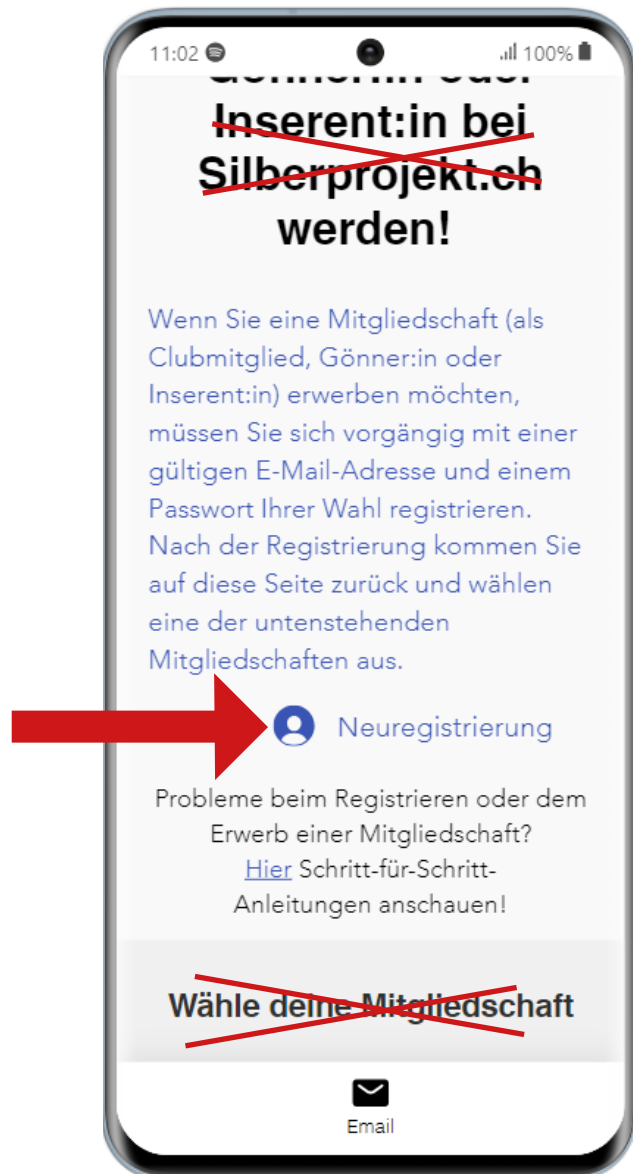 11:02
100%
Gönner:in oder
Inserent:in bei
Silberprojekt.ch
werden!
Wenn Sie eine Mitgliedschaft (als
Clubmitglied, Gönner:in oder
Inserent:in) erwerben möchten,
müssen Sie sich vorgängig mit einer
gültigen E-Mail-Adresse und einem
Passwort Ihrer Wahl registrieren.
Nach der Registrierung kommen Sie
auf diese Seite zurück und wählen
eine der untenstehenden
Mitgliedschaften aus.
Neuregistrierung
Probleme beim Registrieren oder dem
Erwerb einer Mitgliedschaft?
Hier Schritt-für-Schritt-
Anleitungen anschauen!
Wähle deine Mitgliedschaft
Email